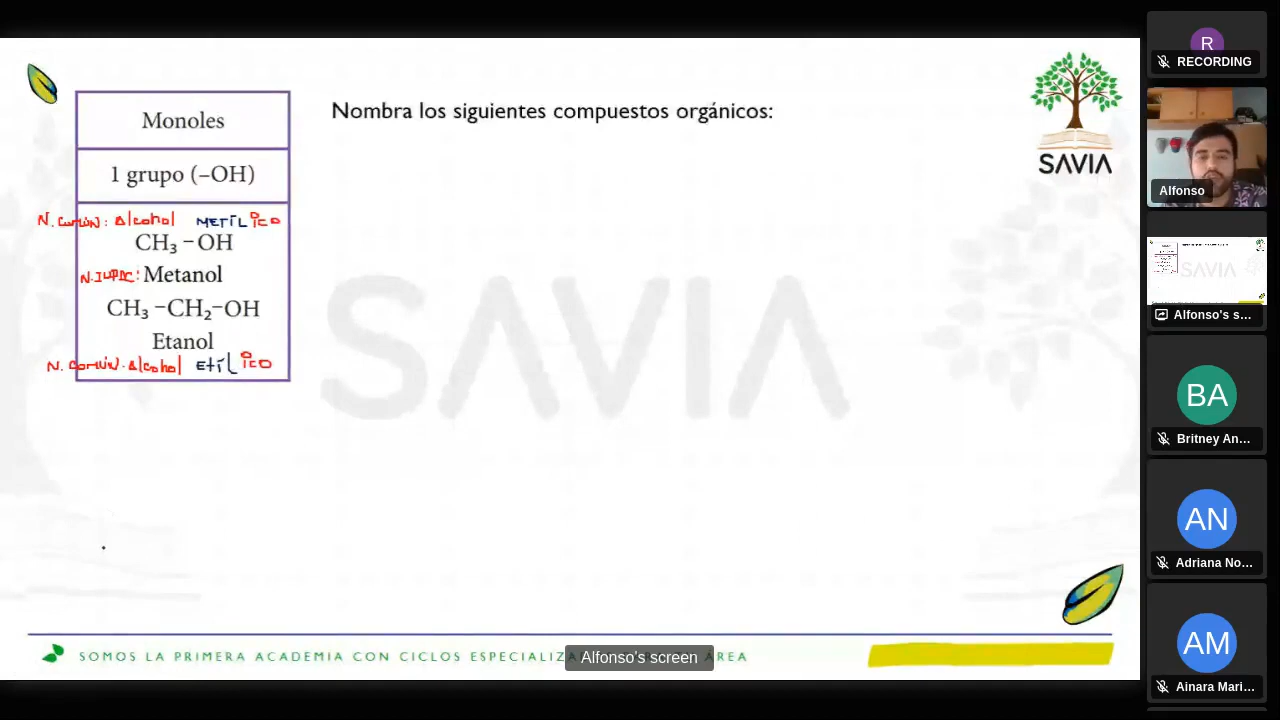 Monoles
1 grupo (–OH)
N. común: Alcohol METÍLICO
CH₃ – OH
N. IUPAC: Metanol
CH₃ –CH₂–OH
Etanol
N. común: Alcohol Etílico
Nombra los siguientes compuestos orgánicos:
SAVIA
SAVIA
SOMOS LA PRIMERA ACADEMIA CON CICLOS
Alfonso's screen
AREA
R
RECORDING
Alfonso
Alfonso's s...
BA
Britney An...
AN
Adriana No...
AM
Ainara Mari...